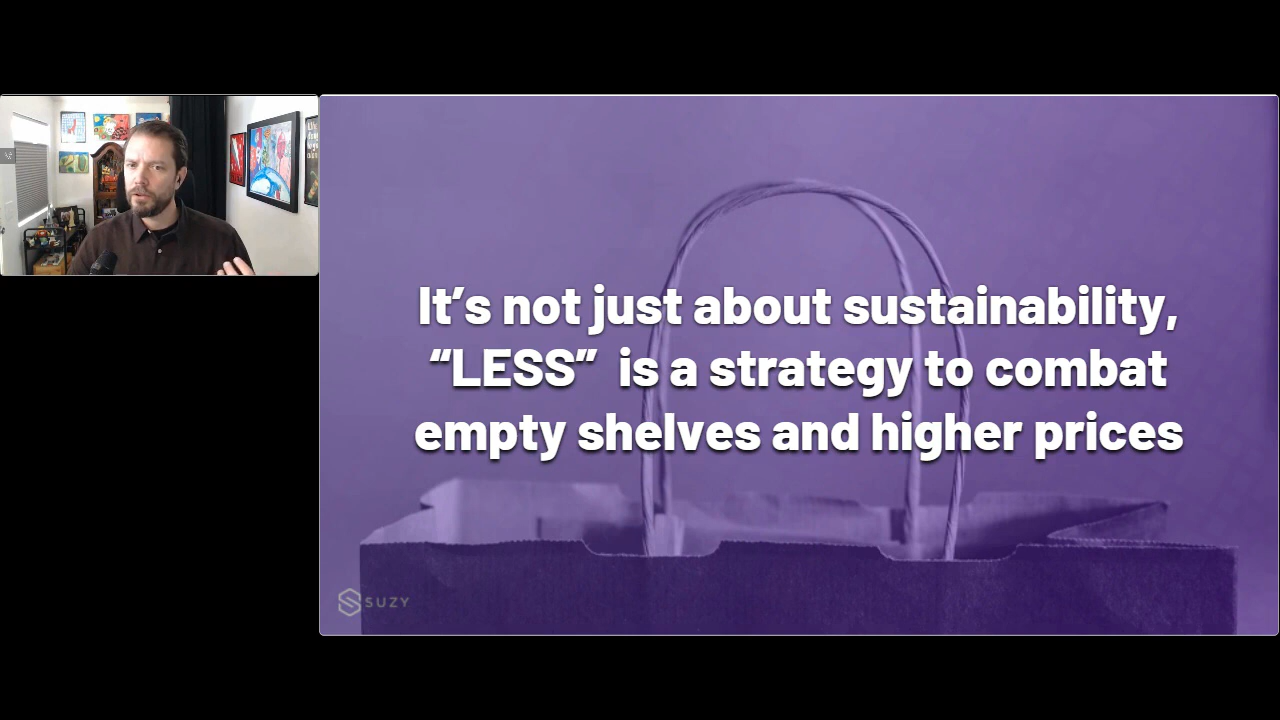 It’s not just about sustainability,
“LESS” is a strategy to combat
empty shelves and higher prices
SUZY